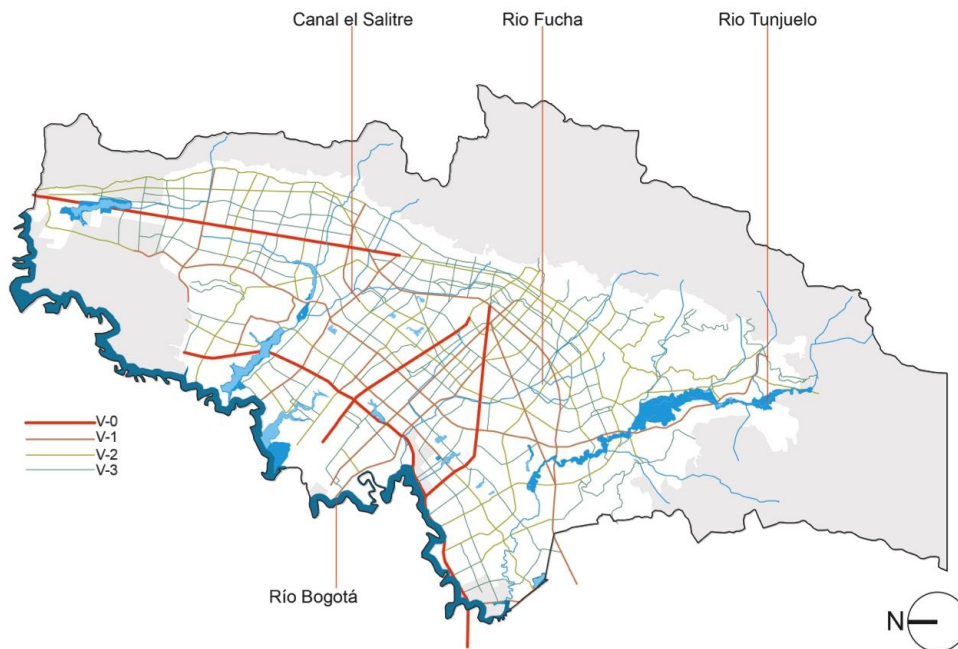 Canal el Salitre
Rio Fucha
Rio Tunjuelo
V-0
V-1
V-2
V-3
Río Bogotá
N